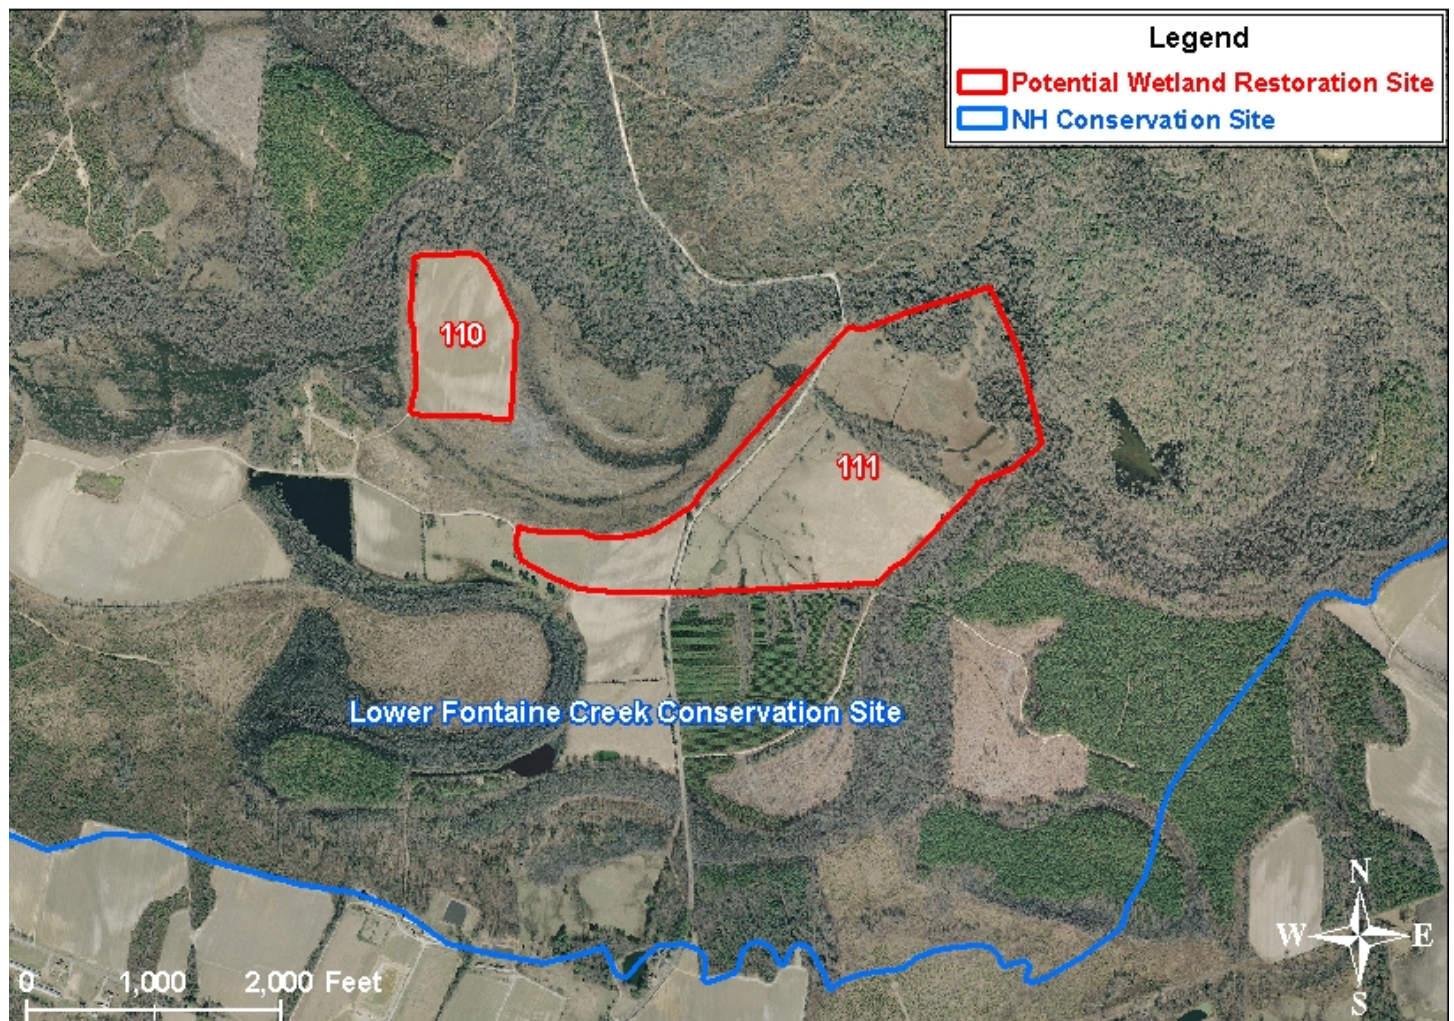 Legend
Potential Wetland Restoration Site
NH Conservation Site
110
111
Lower Fontaine Creek Conservation Site
N
W E
S
0 1,000 2,000 Feet